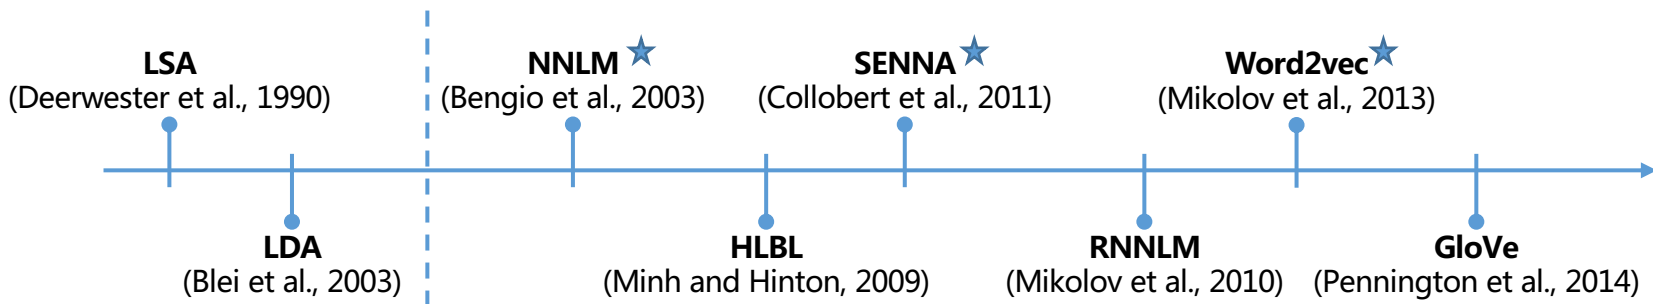 LSA
(Deerwester et al., 1990)
NNLM
(Bengio et al., 2003)
SENNA
(Collobert et al., 2011)
Word2vec
(Mikolov et al., 2013)
LDA
(Blei et al., 2003)
HLBL
(Minh and Hinton, 2009)
RNNLM
(Mikolov et al., 2010)
GloVe
(Pennington et al., 2014)